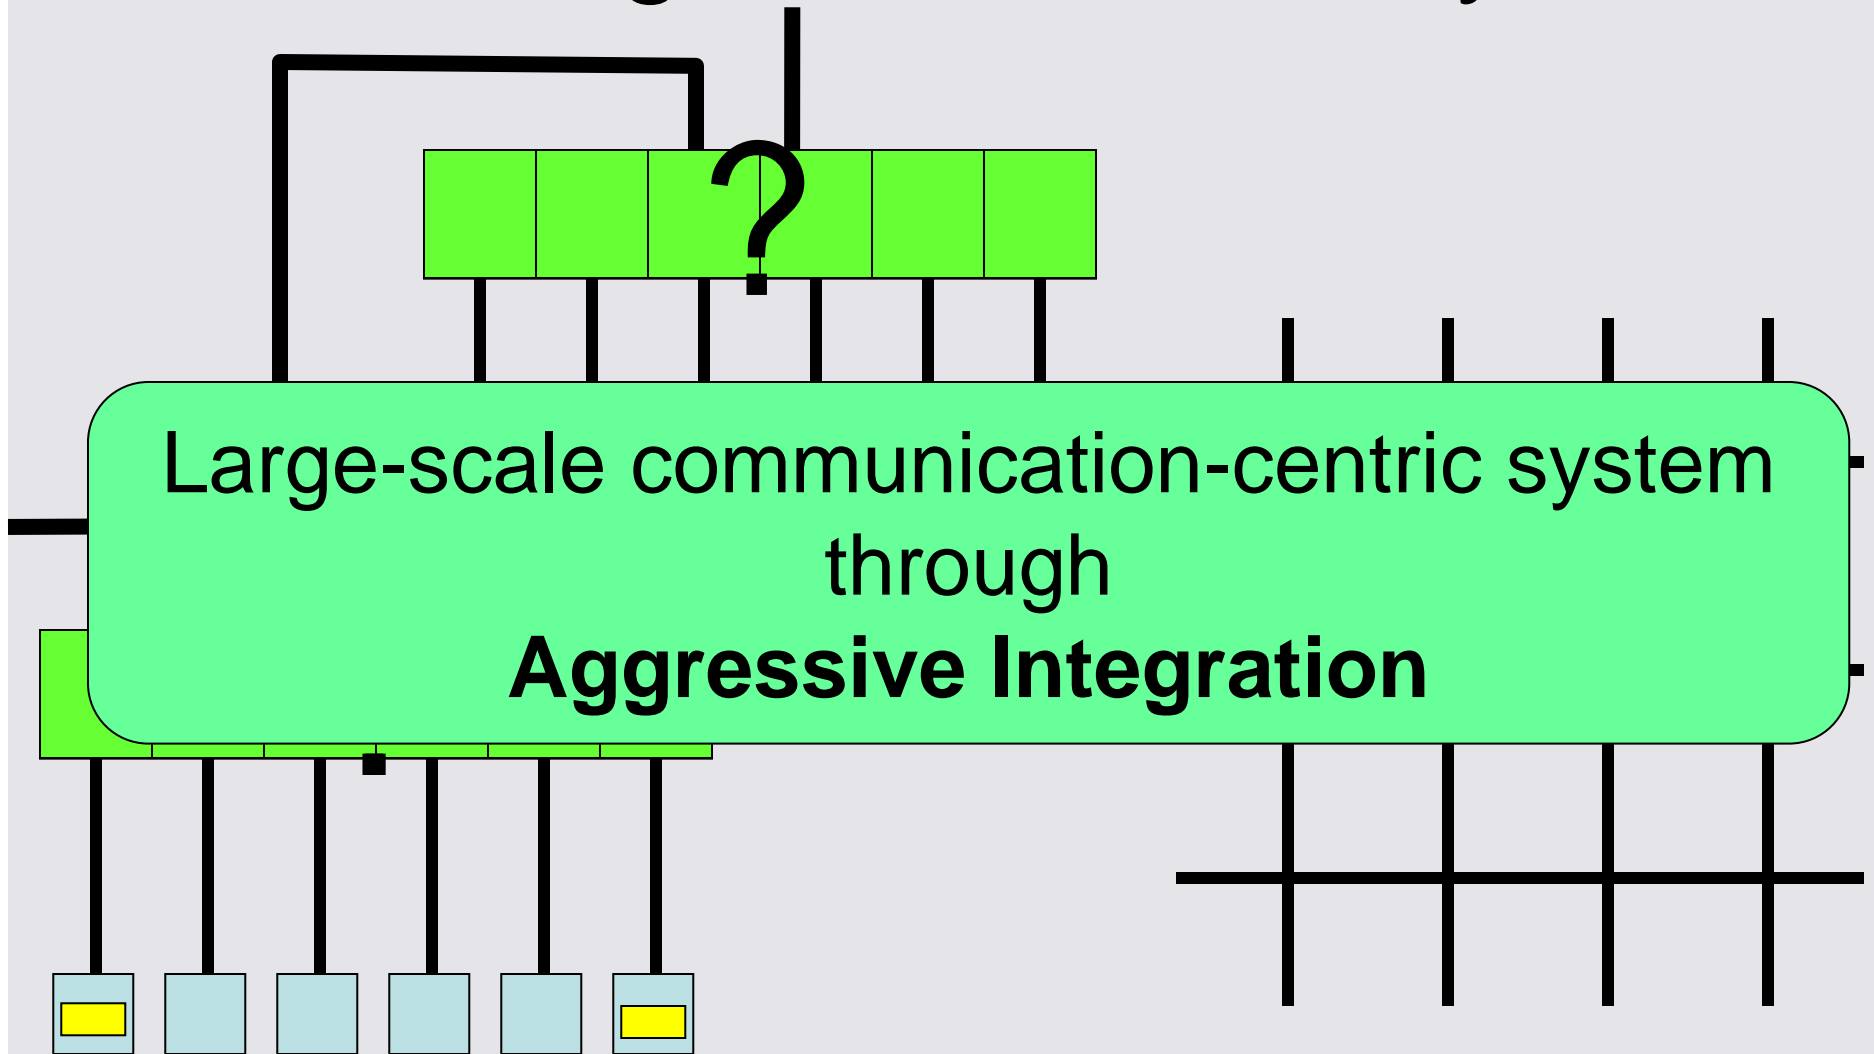 ?
Large-scale communication-centric system
through
Aggressive Integration